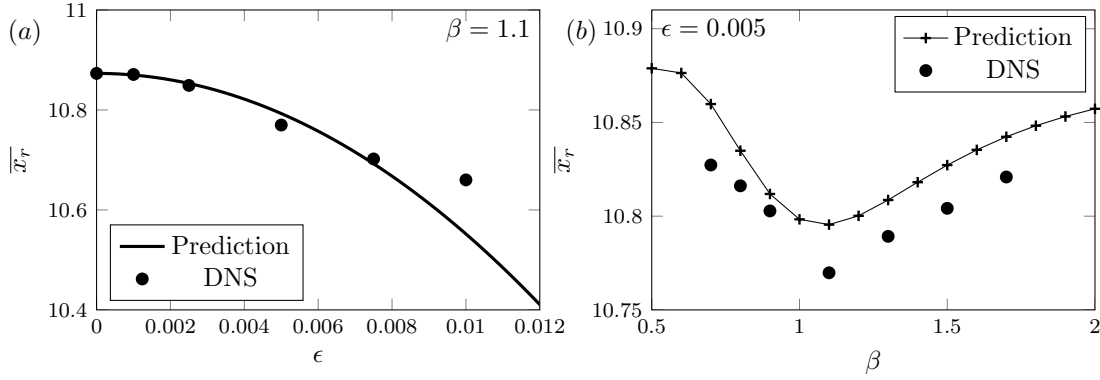 (a)
β = 1.1
11
10.8
10.6
10.4
x̅_r
Prediction
DNS
0 0.002 0.004 0.006 0.008 0.01 0.012
ϵ
(b)
ϵ = 0.005
10.9
10.85
10.8
10.75
x̅_r
Prediction
DNS
0.5 1 1.5 2
β